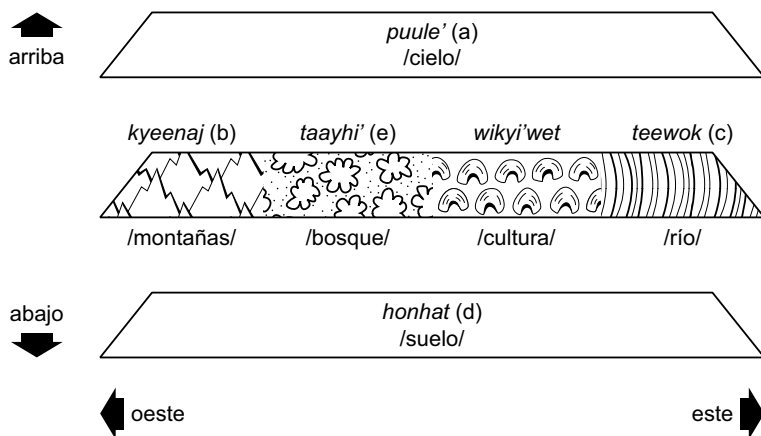 arriba
puule' (a)
/cielo/
kyeenaj (b) taayhi' (e) wikyi'wet teewok (c)
/montañas/ /bosque/ /cultura/ /río/
abajo
honhat (d)
/suelo/
oeste este